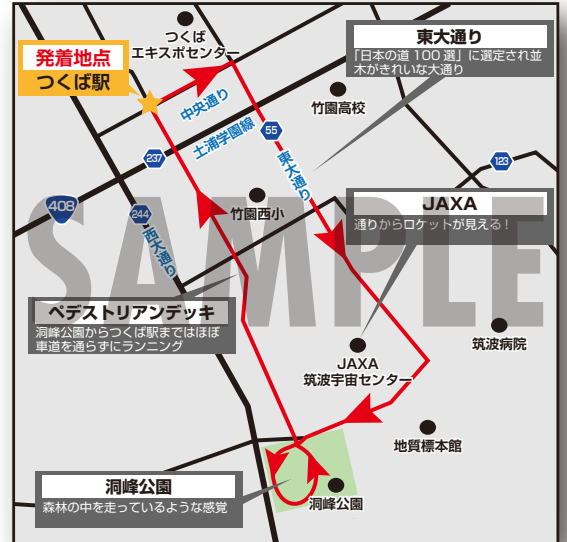 つくば
エキスポセンター
発着地点
つくば駅
東大通り
「日本の道 100 選」に選定され並
木がきれいな大通り
竹園高校
中央通り
土浦学園線
55
237
123
東大通り
408
244
西大通り
竹園西小
JAXA
通りからロケットが見える！
SAMPLE
ペデストリアンデッキ
洞峰公園からつくば駅まではほぼ
車道を通らずにランニング
JAXA
筑波宇宙センター
筑波病院
地質標本館
洞峰公園
森林の中を走っているような感覚
洞峰公園